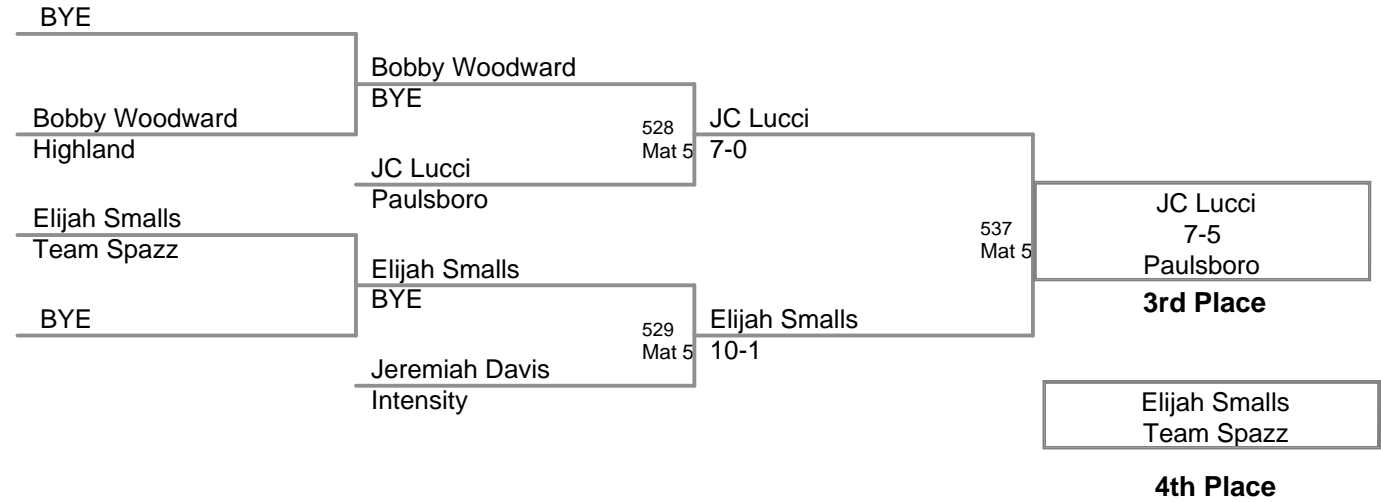 BYE
Bobby Woodward
Highland
Elijah Smalls
Team Spazz
BYE
Bobby Woodward
BYE
JC Lucci
Paulsboro
Elijah Smalls
BYE
Jeremiah Davis
Intensity
528
Mat 5
529
Mat 5
JC Lucci
7-0
Elijah Smalls
10-1
537
Mat 5
JC Lucci
7-5
Paulsboro
3rd Place
Elijah Smalls
Team Spazz
4th Place